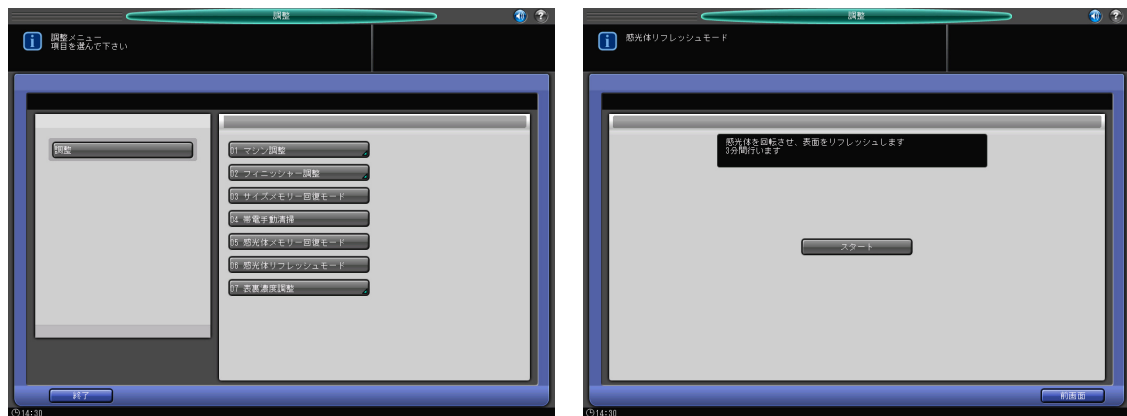 調整
調整メニュー
項目を選んで下さい
調整
01 マシン調整
02 フィニッシャー調整
03 サイズメモリー回復モード
04 帯電手動清掃
05 感光体メモリー回復モード
06 感光体リフレッシュモード
07 表裏濃度調整
終了
14:30
調整
感光体リフレッシュモード
感光体を回転させ、表面をリフレッシュします
3分間行います
スタート
前画面
14:30